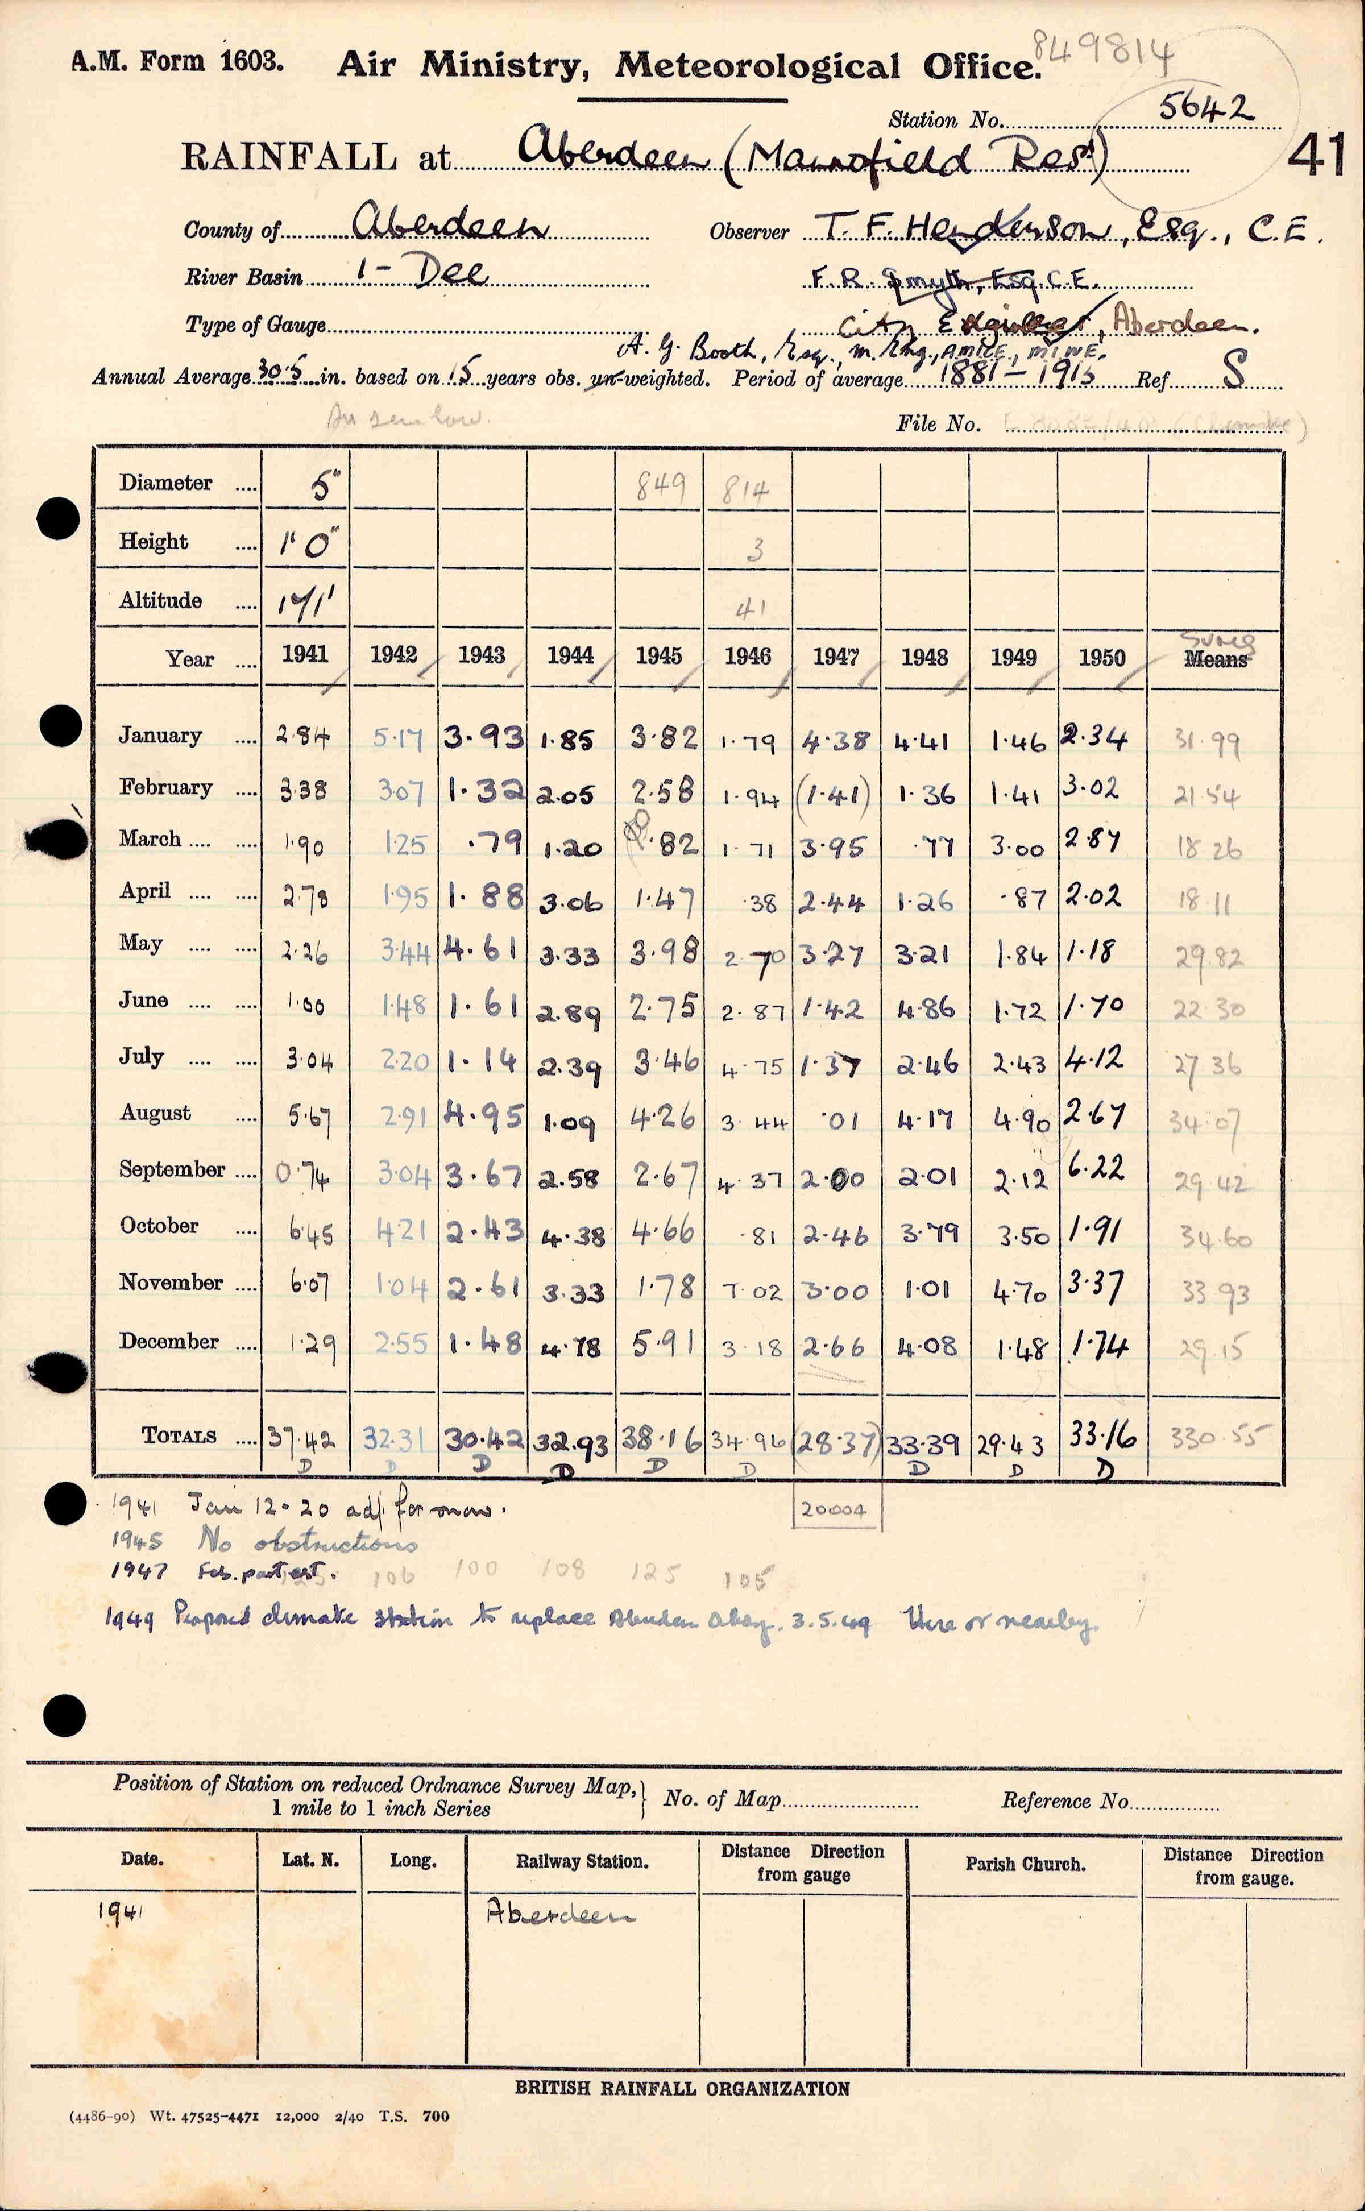 849814
A.M. Form 1603. Air Ministry, Meteorological Office.
Station No. 5642
RAINFALL at Aberdeen (Mannofield Resr) 41
County of Aberdeen Observer T. F. Henderson, Esq., C.E.
River Basin 1- Dee F. R. Smyth, Esq. C.E.
Type of Gauge City Engineer, Aberdeen.
A. G. Booth, Esq., M. Eng., A.M.I.C.E., M.I.W.E.
Annual Average 30.5 in. based on 15 years obs. un-weighted. Period of average 1881-1915 Ref S
File No.
Diameter .... 5" 849 814
Height .... 1' 0" 3
Altitude .... 171' 41
Sums
Year .... 1941 1942 1943 1944 1945 1946 1947 1948 1949 1950 Means
January .... 2.84 5.17 3.93 1.85 3.82 1.79 4.38 4.41 1.46 2.34 31.99
February .... 3.38 3.07 1.32 2.05 2.58 1.94 (1.41) 1.36 1.41 3.02 21.54
March .... .... 1.90 1.25 .79 1.20 .82 1.71 3.95 .77 3.00 2.87 18.26
April .... .... 2.78 1.95 1.88 3.06 1.47 .38 2.44 1.26 .87 2.02 18.11
May .... .... 2.26 3.44 4.61 3.33 3.98 2.70 3.27 3.21 1.84 1.18 29.82
June .... .... 1.00 1.48 1.61 2.89 2.75 2.87 1.42 4.86 1.72 1.70 22.30
July .... .... 3.04 2.20 1.14 2.39 3.46 4.75 1.37 2.46 2.43 4.12 27.36
August .... 5.67 2.91 4.95 1.09 4.26 3.44 .01 4.17 4.90 2.67 34.07
September .... 0.74 3.04 3.67 2.58 2.67 4.37 2.00 2.01 2.12 6.22 29.42
October .... 6.45 4.21 2.43 4.38 4.66 .81 2.46 3.79 3.50 1.91 34.60
November .... 6.07 1.04 2.61 3.33 1.78 7.02 3.00 1.01 4.70 3.37 33.93
December .... 1.29 2.55 1.48 4.78 5.91 3.18 2.66 4.08 1.48 1.74 29.15
TOTALS .... 37.42 32.31 30.42 32.93 38.16 34.96 (28.37) 33.39 29.43 33.16 330.55
D D D D D D D D D
1941 Jan 12-20 adj. for snow. 20004
1945 No obstructions
1947 Feb. part est. 106 100 108 125 105
1949 Proposed climate station to replace Aberdeen Obsy. 3.5.49 Here or nearby.
Position of Station on reduced Ordnance Survey Map, } No. of Map Reference No
1 mile to 1 inch Series
Date. Lat. N. Long. Railway Station. Distance Direction from gauge Parish Church. Distance Direction from gauge.
1941 Aberdeen
BRITISH RAINFALL ORGANIZATION
(4486-90) Wt. 47525-4471 12,000 2/40 T.S. 700